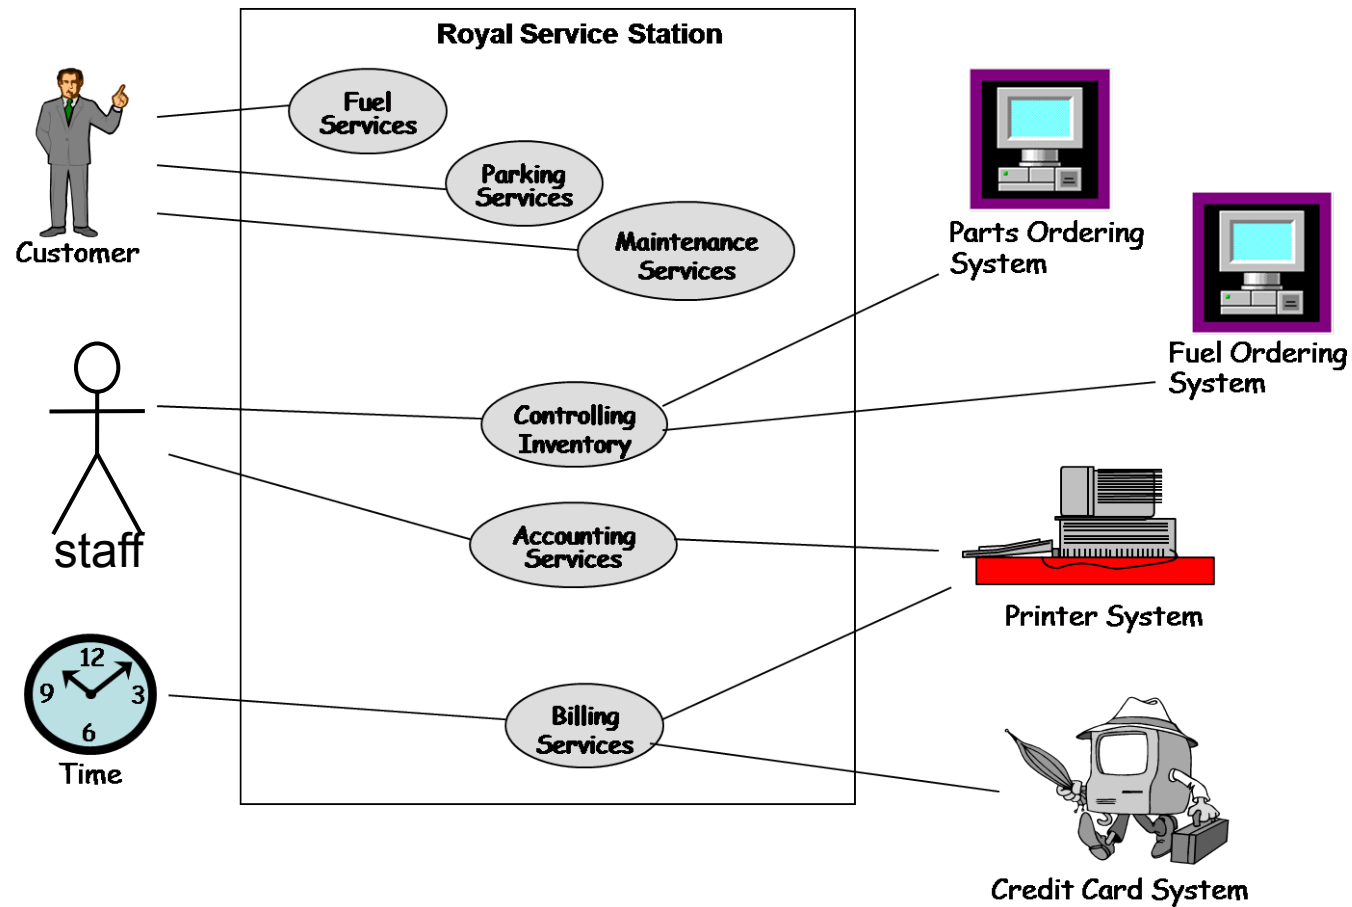 Royal Service Station
Fuel
Services
Parking
Services
Maintenance
Services
Customer
Parts Ordering
System
Fuel Ordering
System
Controlling
Inventory
staff
Accounting
Services
Printer System
12
9
3
6
Time
Billing
Services
Credit Card System